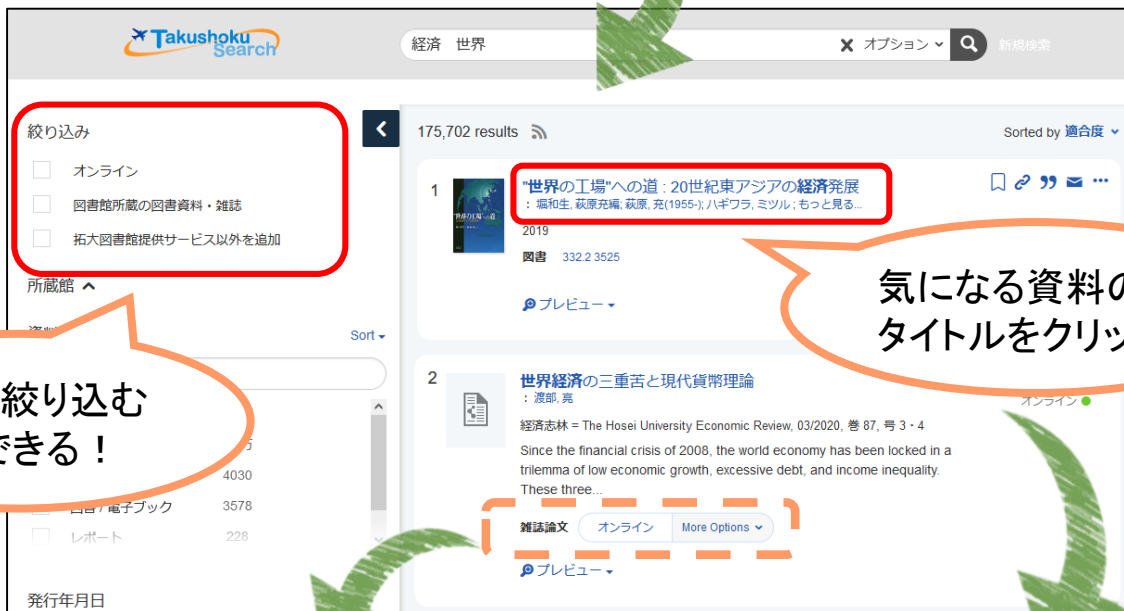 Takushoku
Search
経済 世界
オプション
新規検索
絞り込み
オンライン
図書館所蔵の図書資料・雑誌
拓大図書館提供サービス以外を追加
所蔵館
Sort
絞り込む
できる！
4030
電子ブック 3578
レポート 228
発行年月日
175,702 results
Sorted by 適合度
1
"世界の工場"への道 : 20世紀東アジアの経済発展
: 堀和生, 萩原充編; 萩原, 充(1955-); ハギワラ, ミツル ; もっと見る...
2019
図書 332.2 3525
プレビュー
気になる資料の
タイトルをクリッ
2
世界経済の三重苦と現代貨幣理論
: 渡部, 亮
オンライン
経済志林 = The Hosei University Economic Review, 03/2020, 巻 87, 号 3・4
Since the financial crisis of 2008, the world economy has been locked in a
trilemma of low economic growth, excessive debt, and income inequality.
These three...
雑誌論文 オンライン More Options
プレビュー